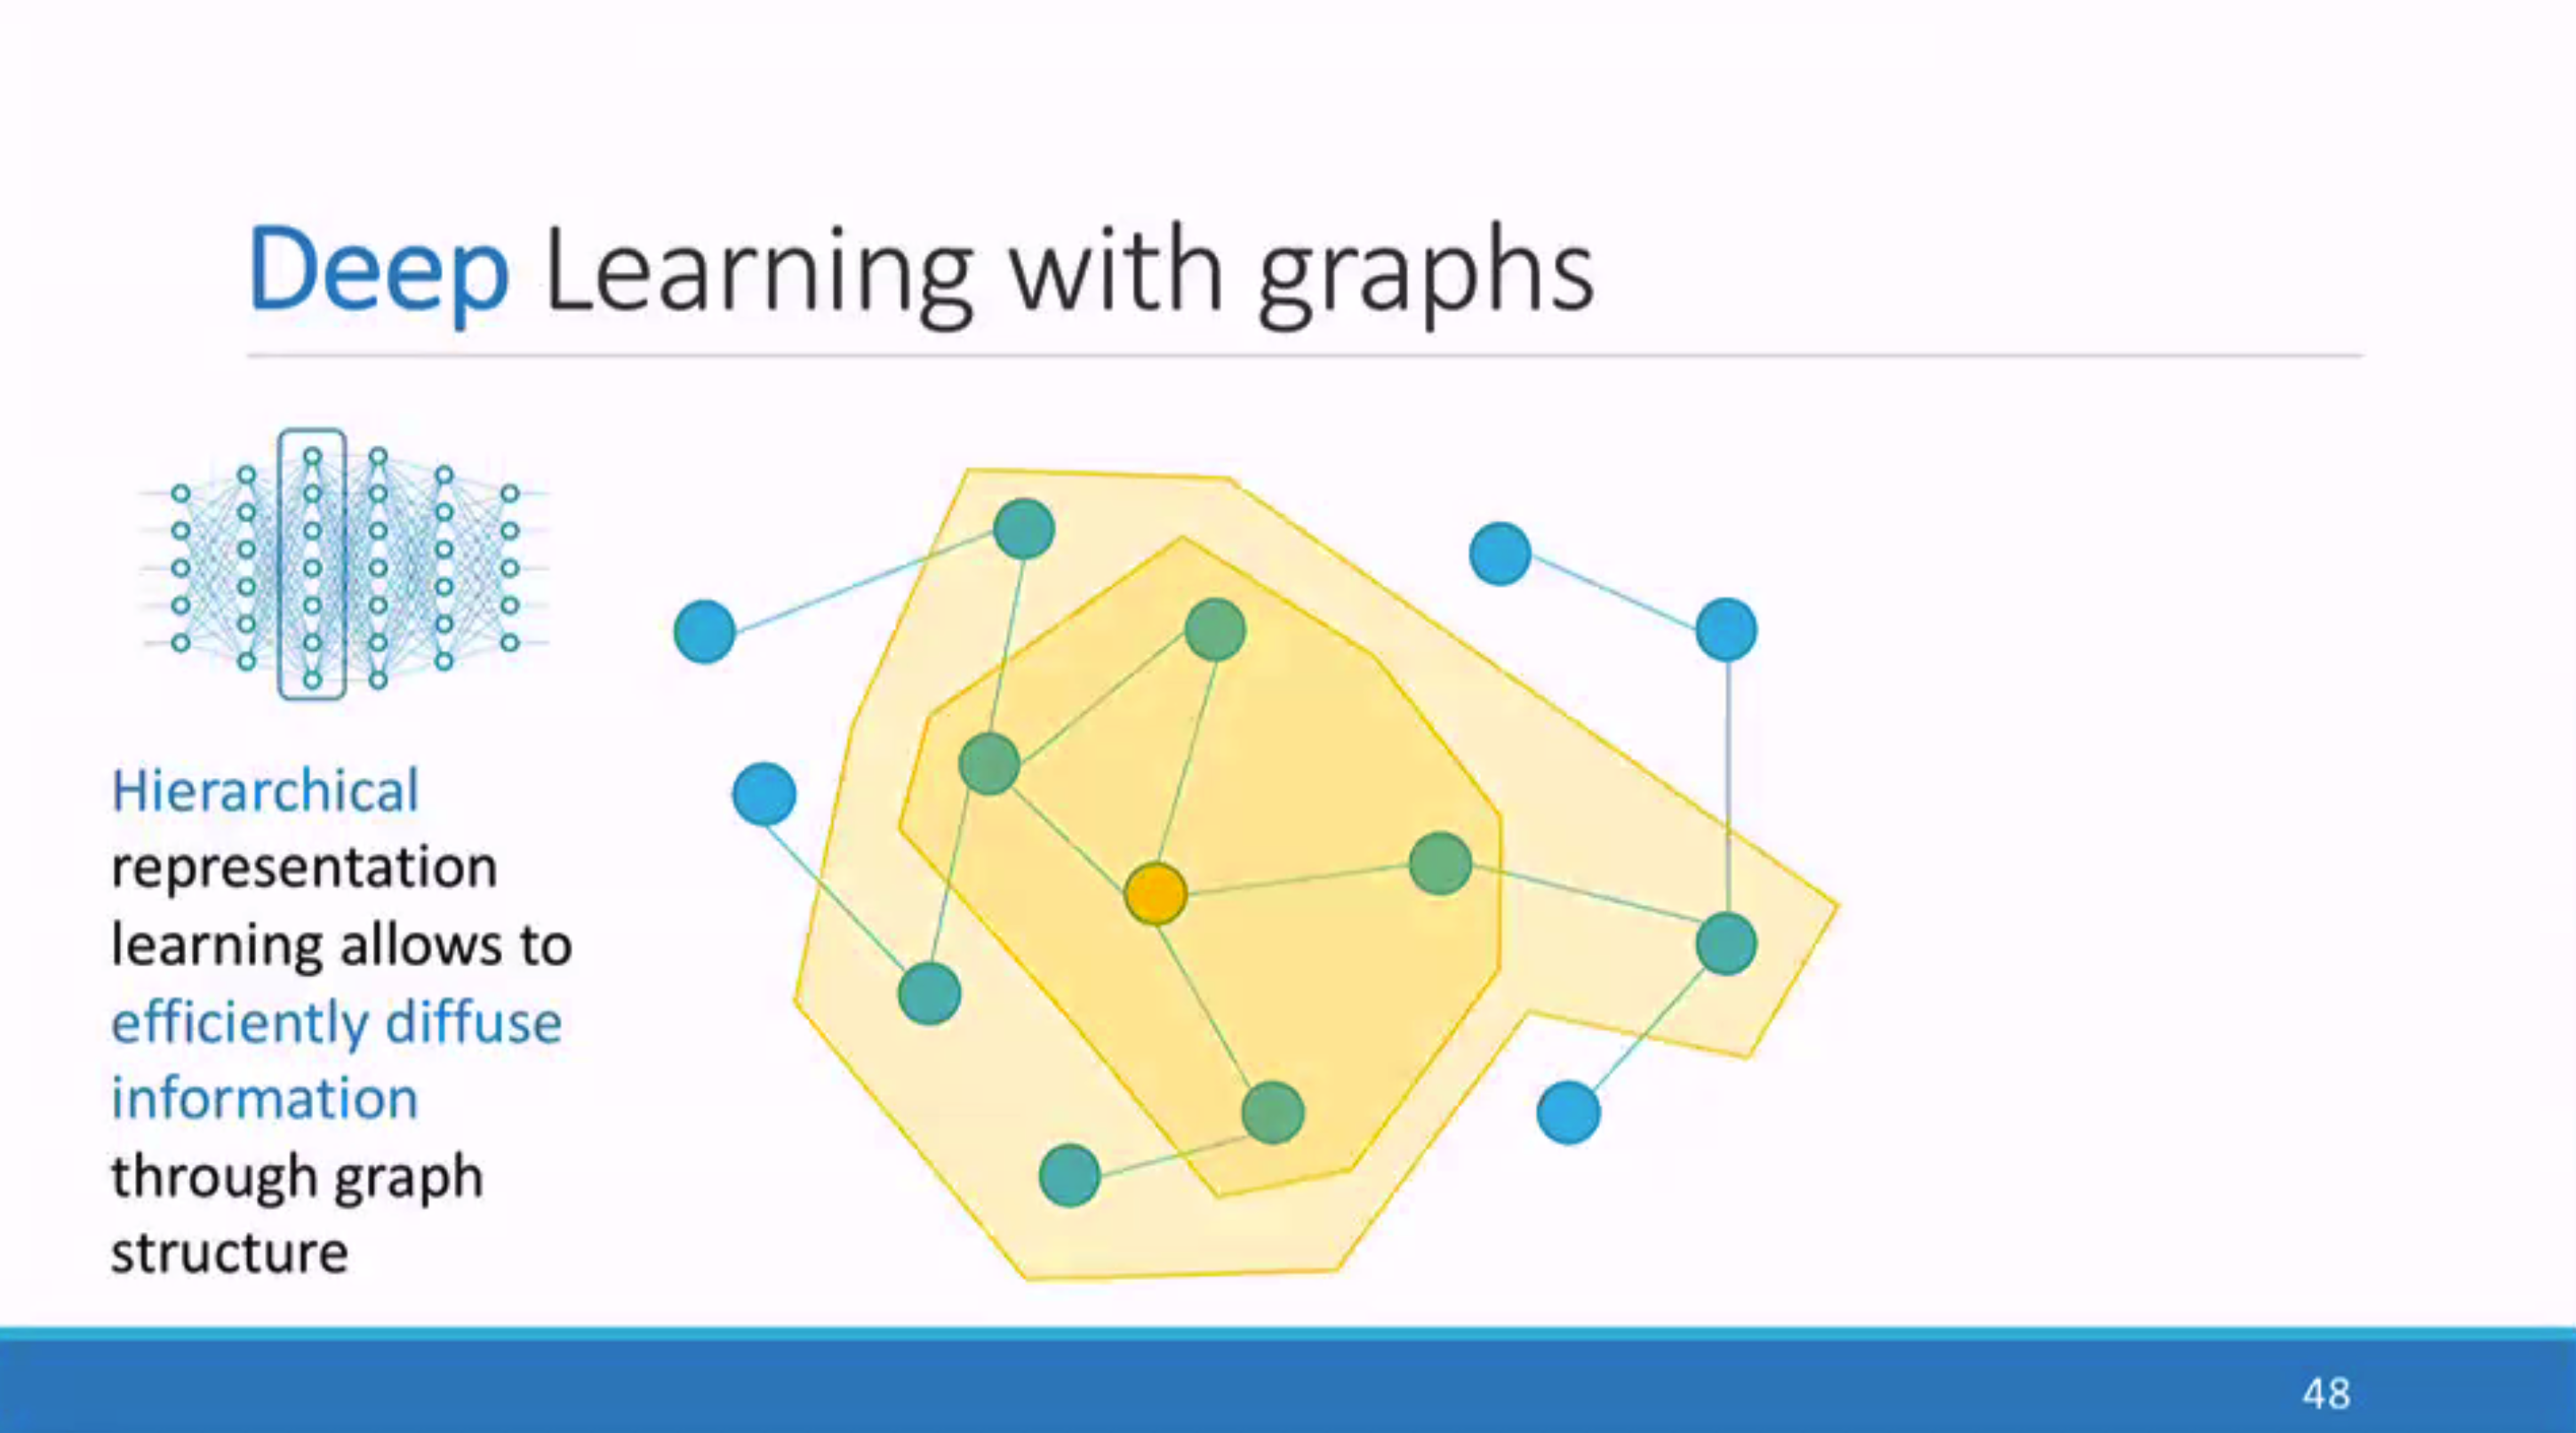 Deep Learning with graphs
Hierarchical
representation
learning allows to
efficiently diffuse
information
through graph
structure
48